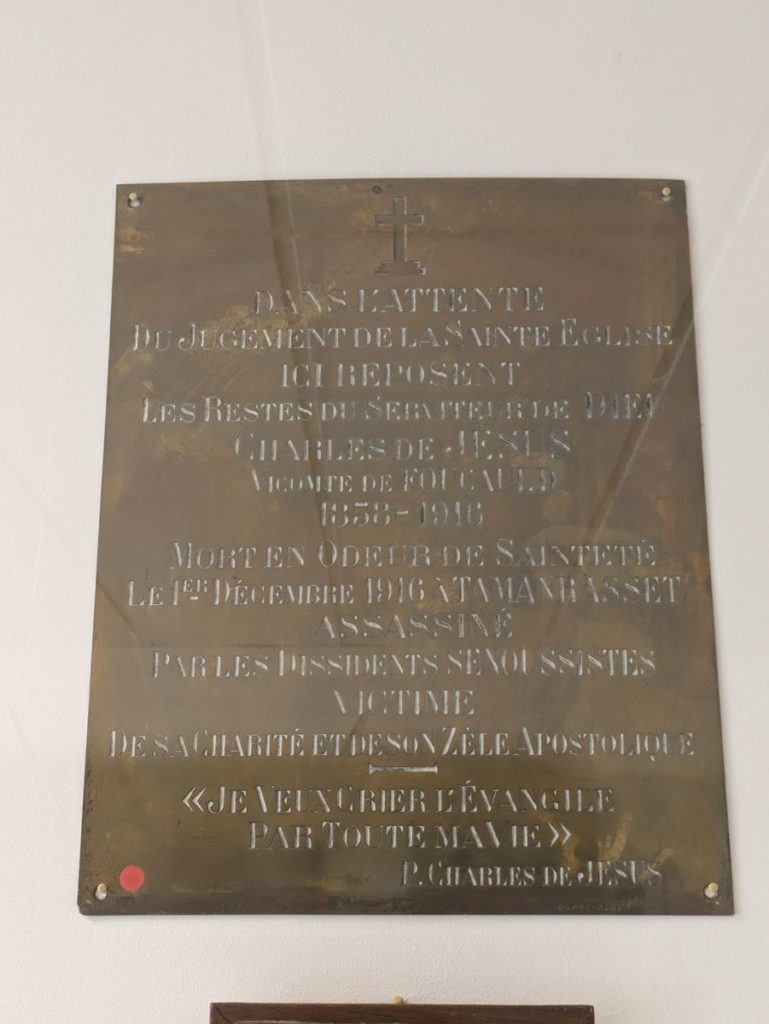 DANS L'ATTENTE
DU JUGEMENT DE LA SAINTE EGLISE
ICI REPOSENT
LES RESTES DU SERVITEUR DE DIEU
CHARLES DE JÉSUS
VICOMTE DE FOUCAULD
1858-1916
MORT EN ODEUR DE SAINTETÉ
LE 1ER DÉCEMBRE 1916 À TAMANRASSET
ASSASSINÉ
PAR LES DISSIDENTS SENOUSSISTES
VICTIME
DE SA CHARITÉ ET DE SON ZÈLE APOSTOLIQUE
«JE VEUX CRIER L'ÉVANGILE
PAR TOUTE MA VIE»
P. CHARLES DE JESUS